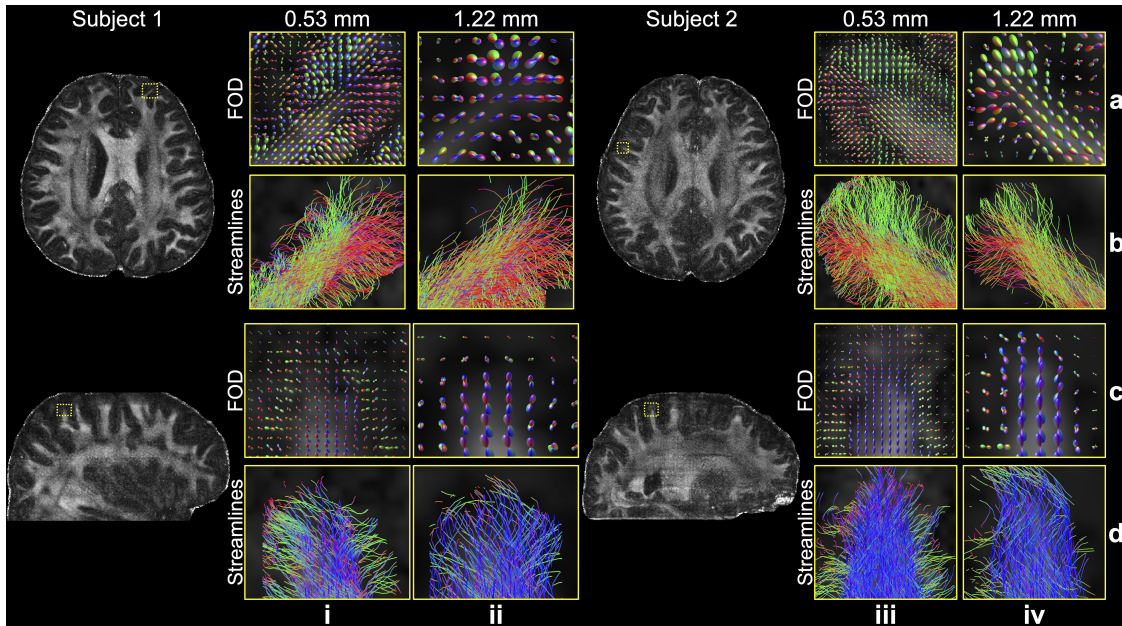 Subject 1 0.53 mm 1.22 mm Subject 2 0.53 mm 1.22 mm
FOD FOD a
Streamlines Streamlines b
FOD FOD c
Streamlines Streamlines d
i ii iii iv